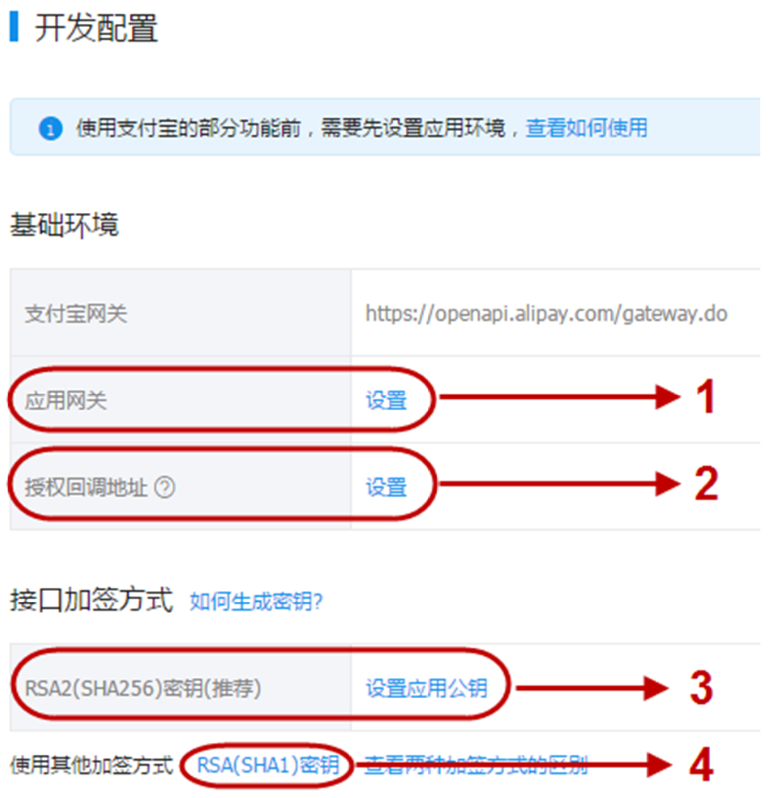 开发配置
使用支付宝的部分功能前，需要先设置应用环境，查看如何使用
基础环境
支付宝网关 https://openapi.alipay.com/gateway.do
应用网关 设置 1
授权回调地址 ? 设置 2
接口加签方式 如何生成密钥?
RSA2(SHA256)密钥(推荐) 设置应用公钥 3
使用其他加签方式 RSA(SHA1)密钥 查看两种加签方式的区别 4